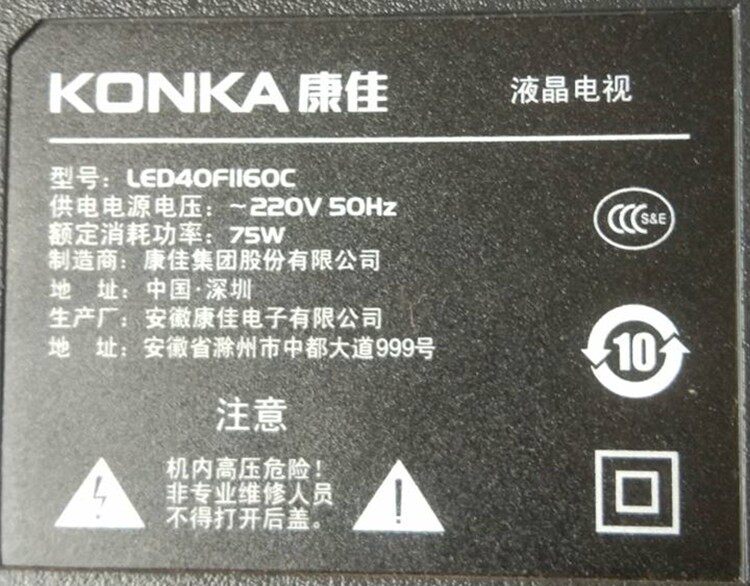 KONKA 康佳 液晶电视
型号：LED40F1160C
供电电源电压：～220V 50Hz
额定消耗功率：75W
制造商：康佳集团股份有限公司
地 址：中国·深圳
生产厂：安徽康佳电子有限公司
地 址：安徽省滁州市中都大道999号
CCC S&E
10
注意
机内高压危险！
非专业维修人员
不得打开后盖。